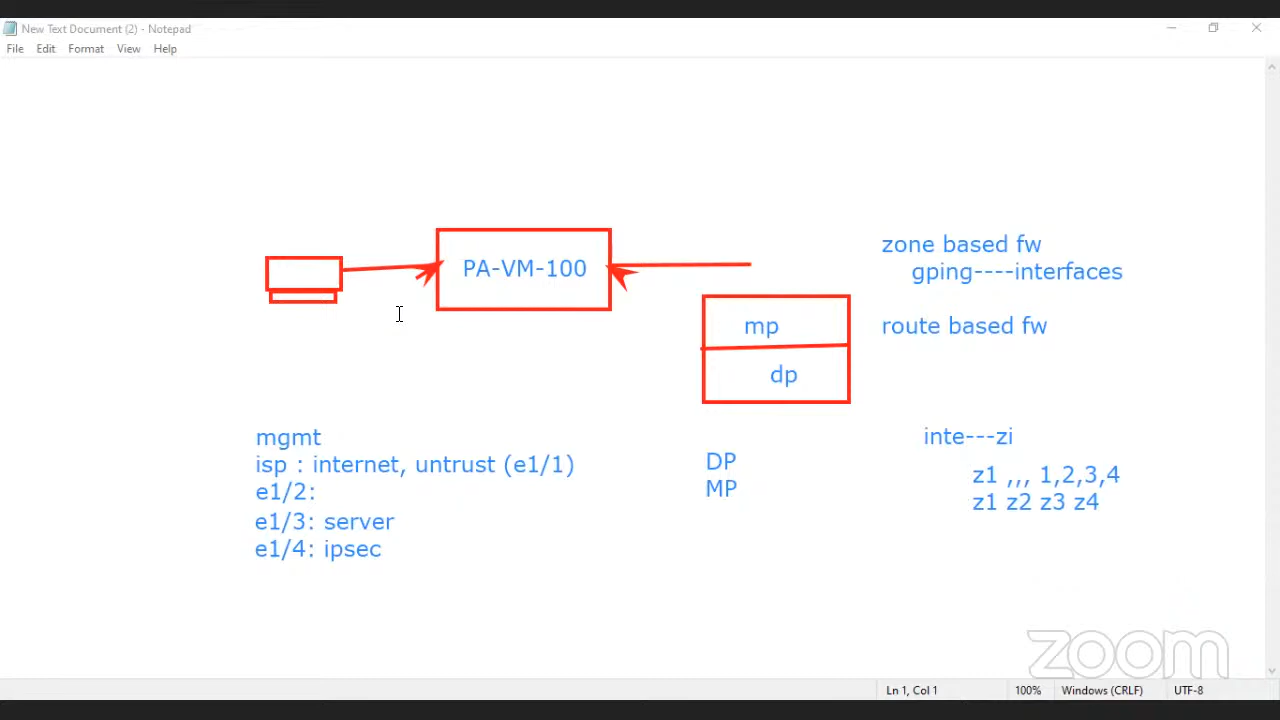 New Text Document (2) - Notepad
File Edit Format View Help
PA-VM-100
zone based fw
gping----interfaces
mp
route based fw
dp
mgmt
isp : internet, untrust (e1/1)
e1/2:
e1/3: server
e1/4: ipsec
DP
MP
inte---zi
z1 ,,, 1,2,3,4
z1 z2 z3 z4
zoom
Ln 1, Col 1 100% Windows (CRLF) UTF-8